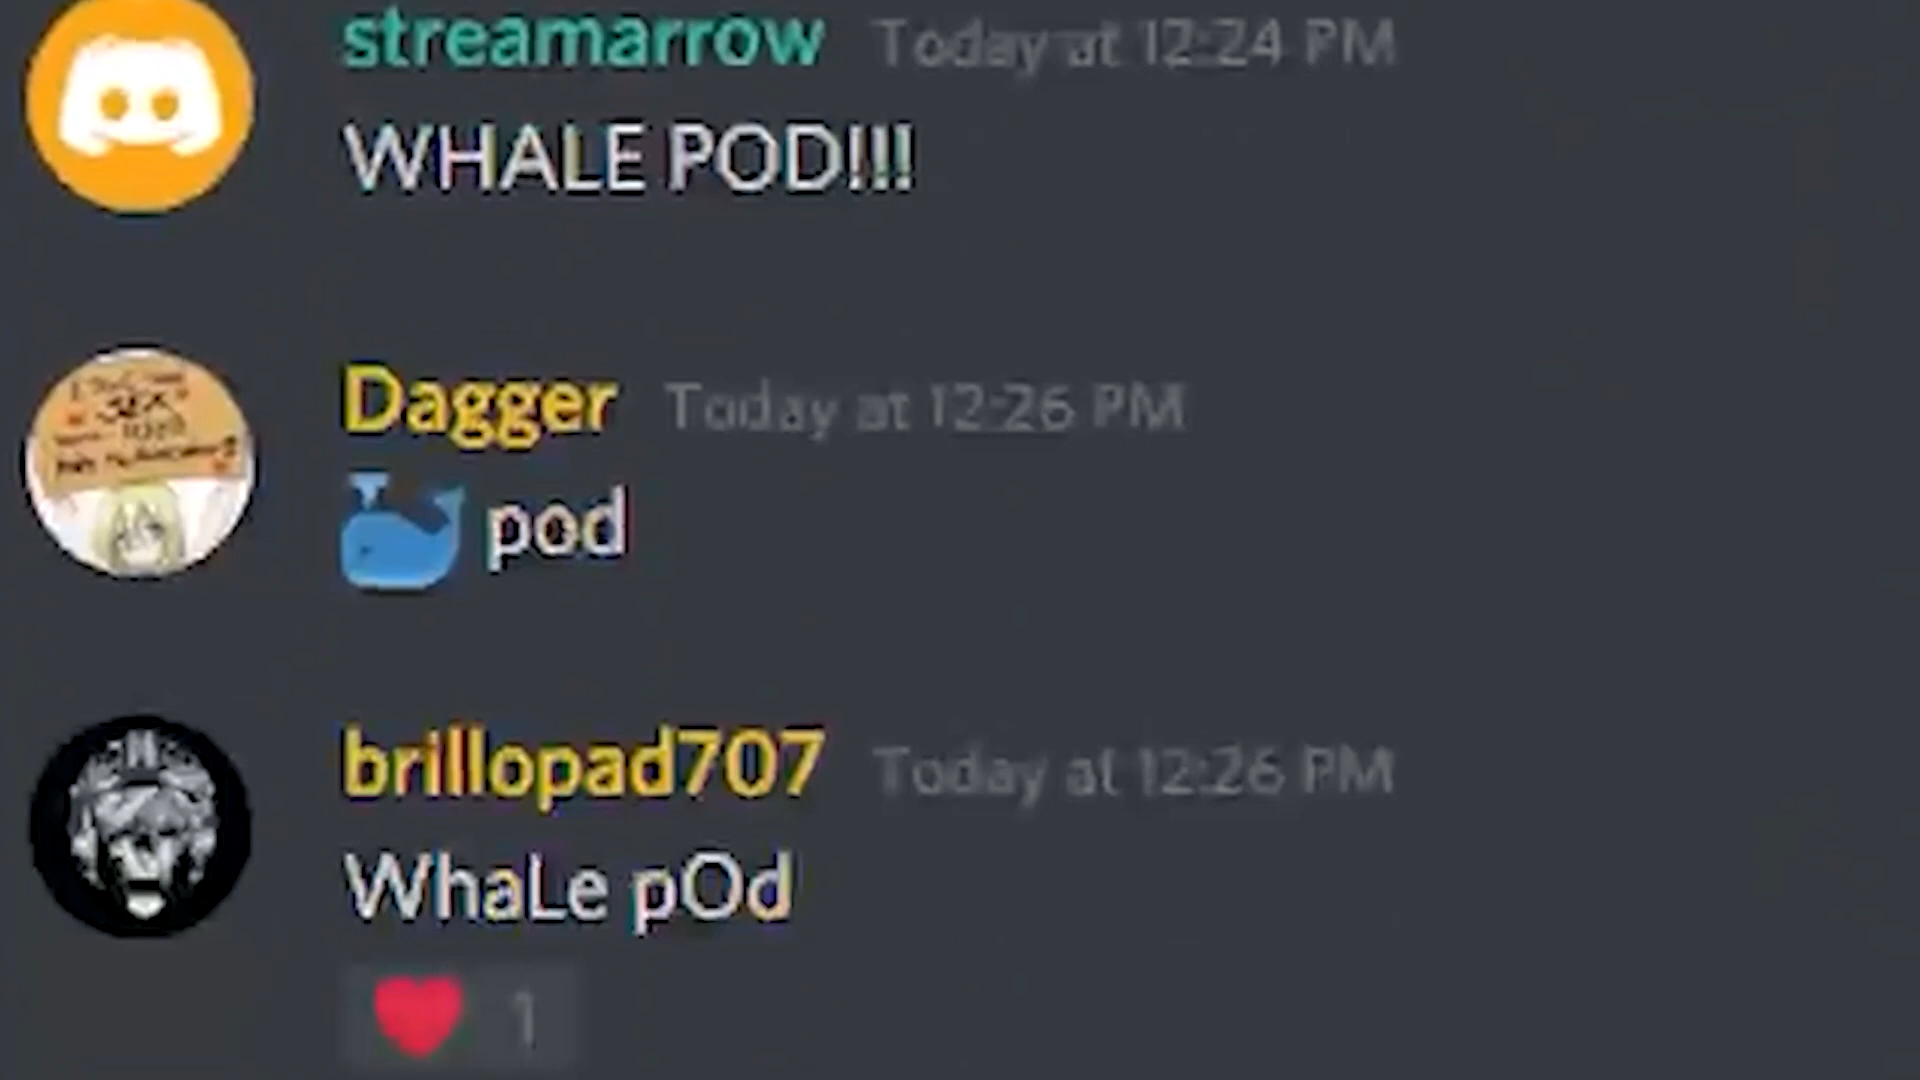 streamarrow Today at 12:24 PM
WHALE POD!!!
Dagger Today at 12:26 PM
🐳 pod
brillopad707 Today at 12:26 PM
WhaLe pOd
❤️ 1